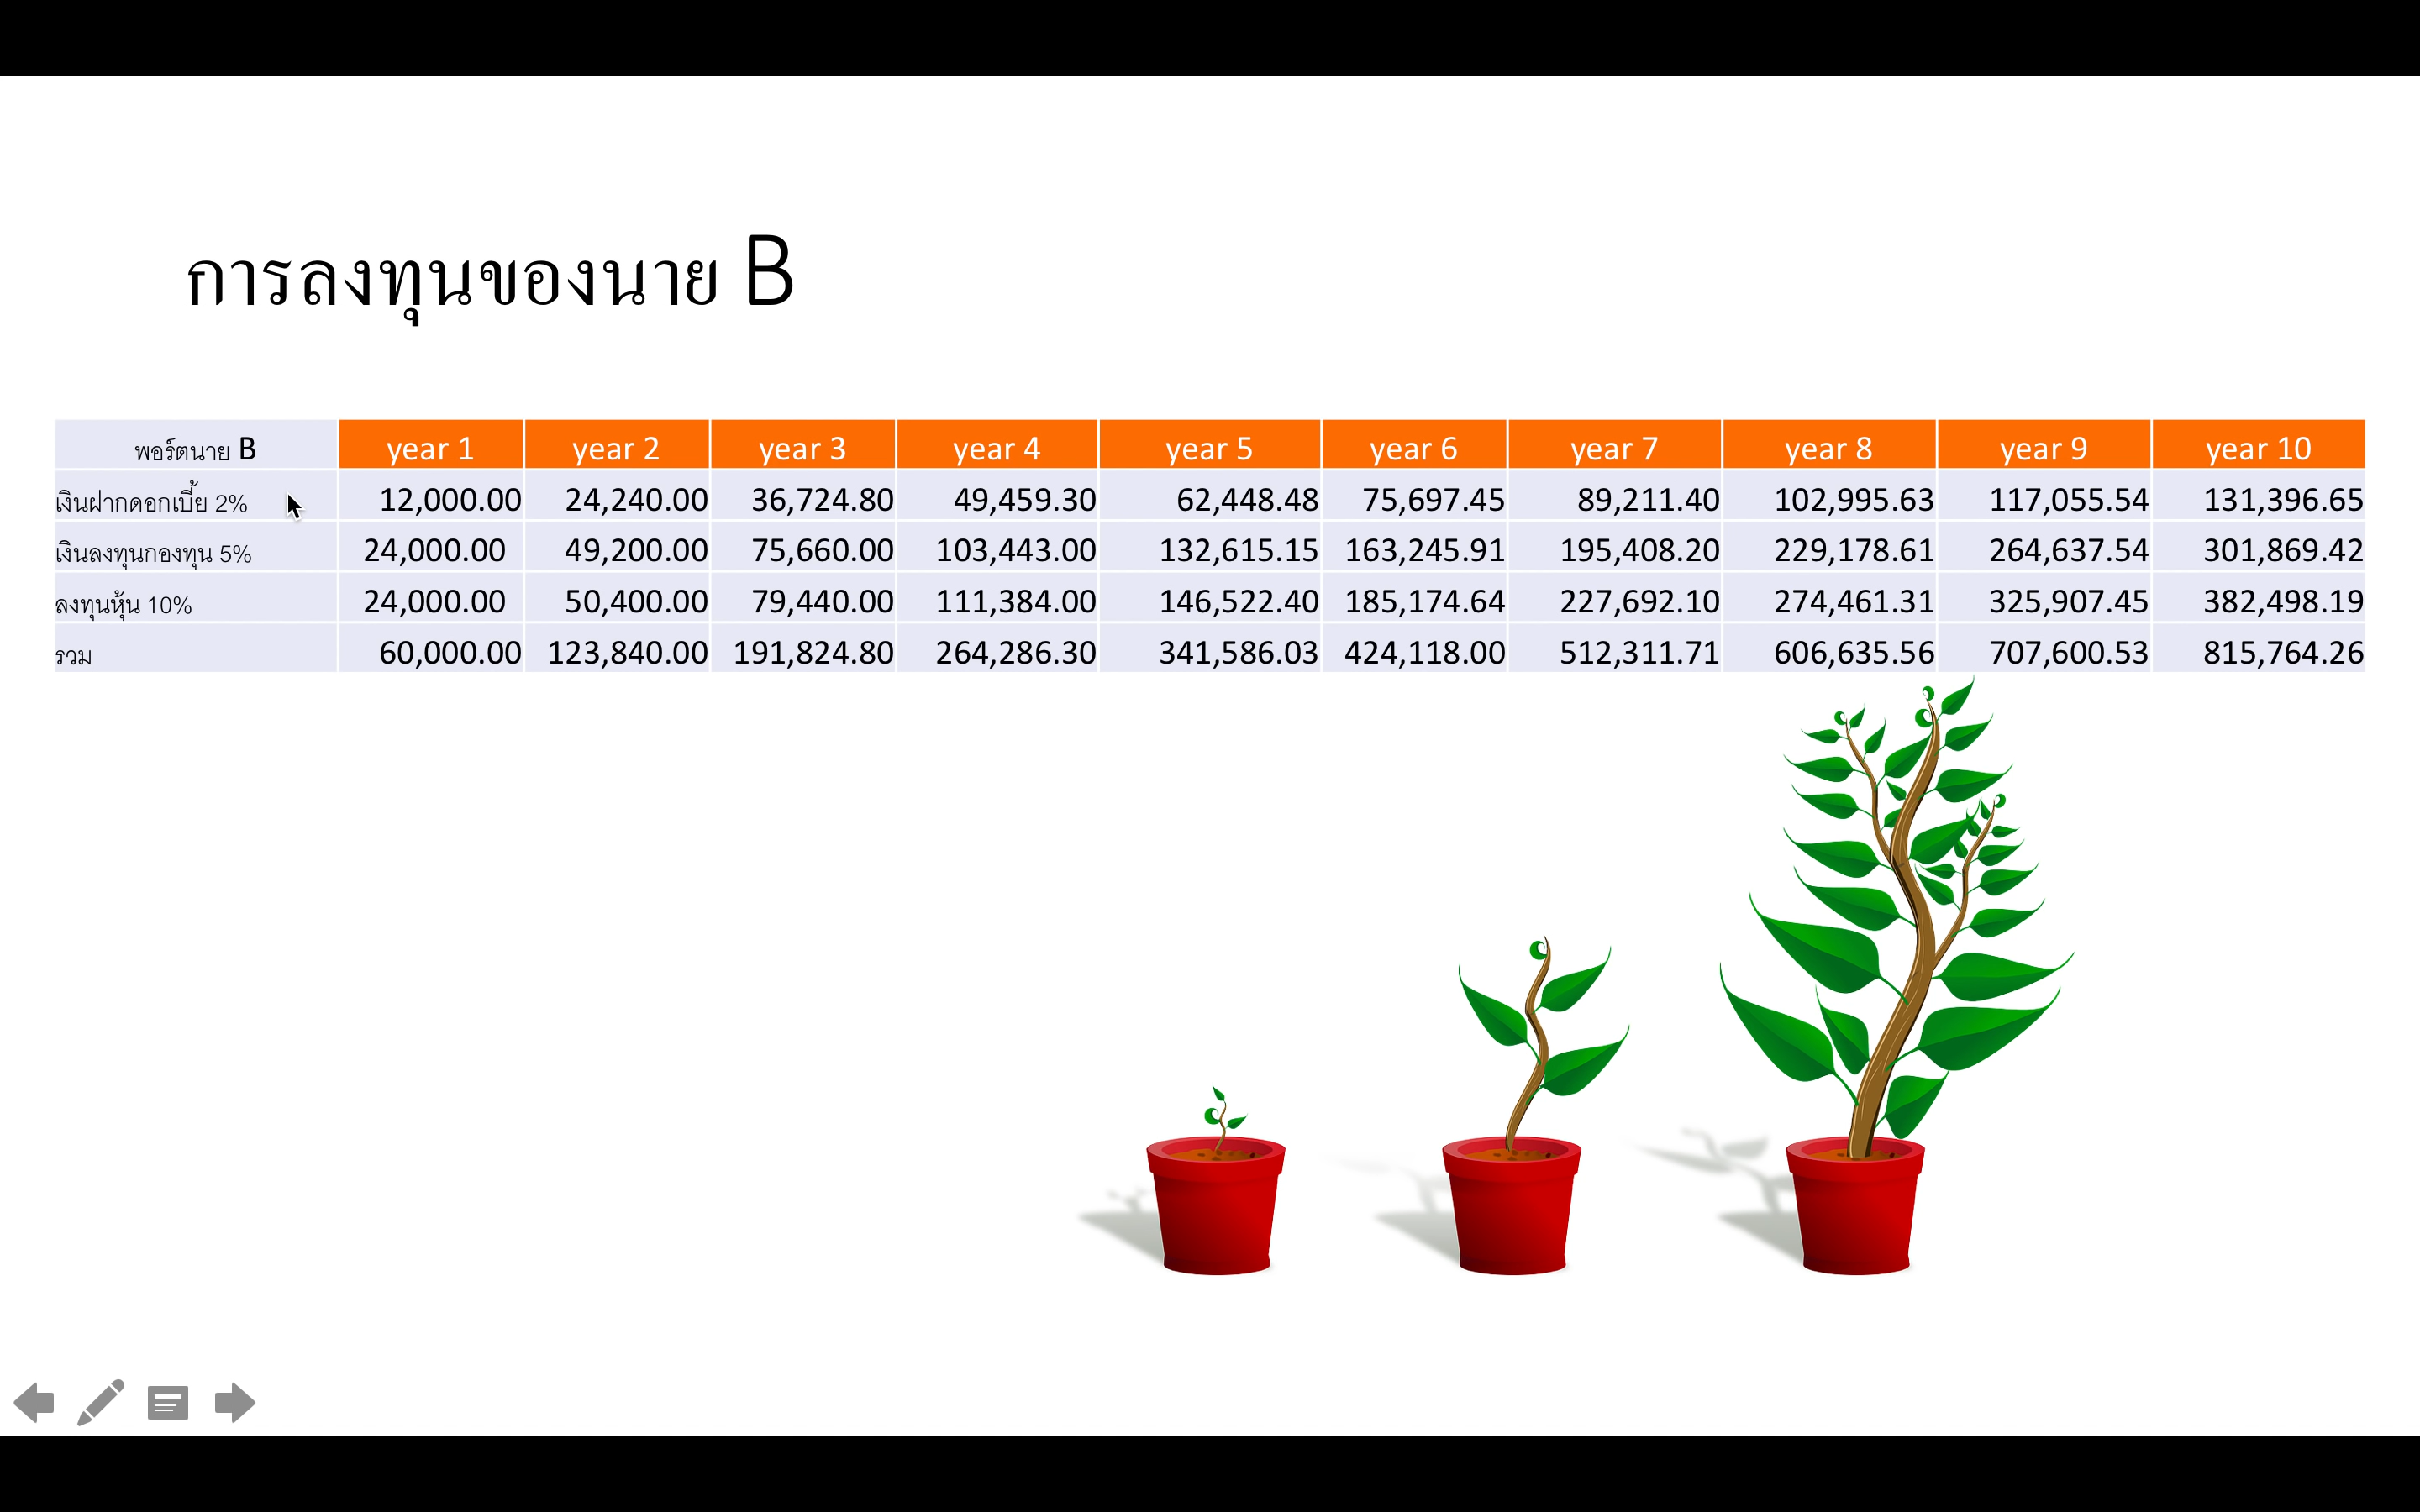 การลงทุนของนาย B
พอร์ตนาย B year 1 year 2 year 3 year 4 year 5 year 6 year 7 year 8 year 9 year 10
เงินฝากดอกเบี้ย 2% 12,000.00 24,240.00 36,724.80 49,459.30 62,448.48 75,697.45 89,211.40 102,995.63 117,055.54 131,396.65
เงินลงทุนกองทุน 5% 24,000.00 49,200.00 75,660.00 103,443.00 132,615.15 163,245.91 195,408.20 229,178.61 264,637.54 301,869.42
ลงทุนหุ้น 10% 24,000.00 50,400.00 79,440.00 111,384.00 146,522.40 185,174.64 227,692.10 274,461.31 325,907.45 382,498.19
รวม 60,000.00 123,840.00 191,824.80 264,286.30 341,586.03 424,118.00 512,311.71 606,635.56 707,600.53 815,764.26